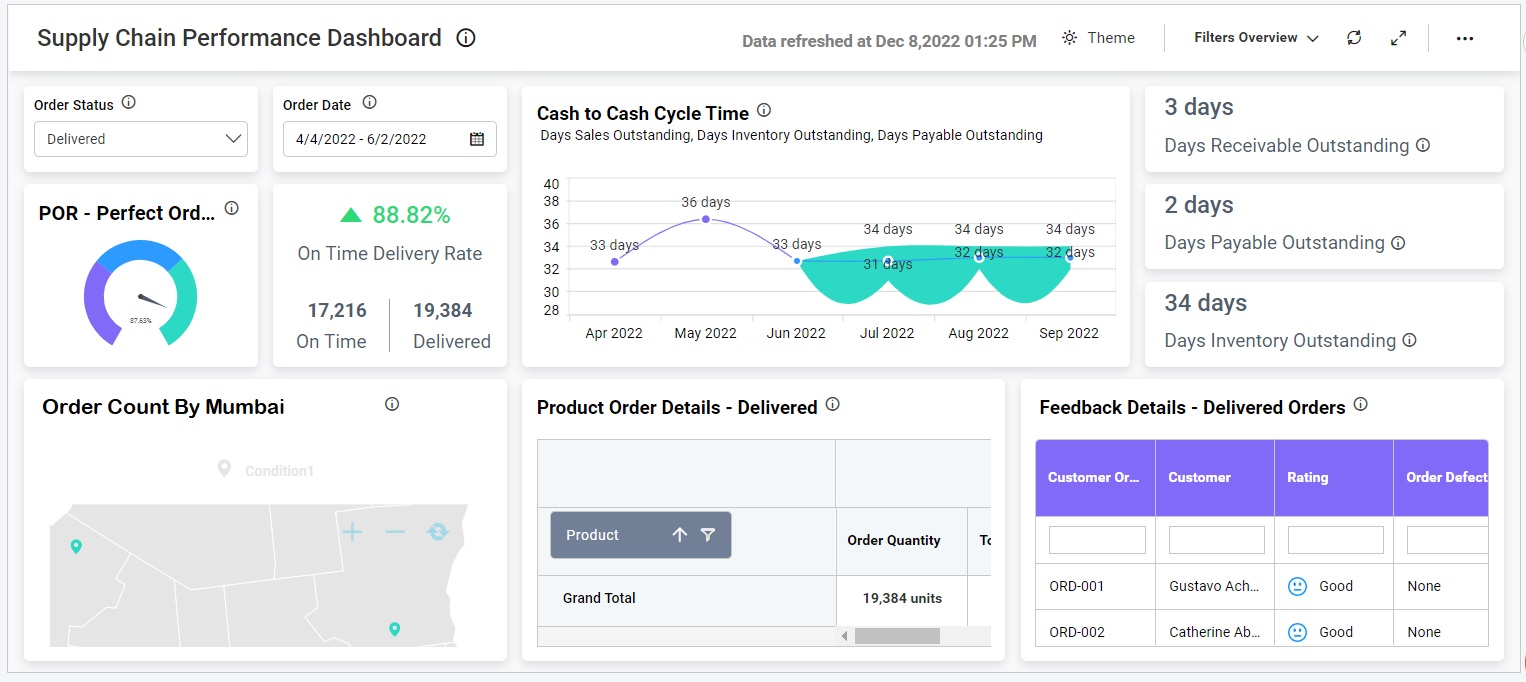 Supply Chain Performance Dashboard
Data refreshed at Dec 8,2022 01:25 PM
Theme
Filters Overview
Order Status
Delivered
Order Date
4/4/2022 - 6/2/2022
POR - Perfect Ord...
87.63%
88.82%
On Time Delivery Rate
17,216
On Time
19,384
Delivered
Cash to Cash Cycle Time
Days Sales Outstanding, Days Inventory Outstanding, Days Payable Outstanding
40
38
36
34
32
30
28
33 days
36 days
33 days
34 days
31 days
34 days
32 days
34 days
32 days
Apr 2022
May 2022
Jun 2022
Jul 2022
Aug 2022
Sep 2022
3 days
Days Receivable Outstanding
2 days
Days Payable Outstanding
34 days
Days Inventory Outstanding
Order Count By Mumbai
Condition1
Product Order Details - Delivered
Product
Order Quantity
To
Grand Total
19,384 units
Feedback Details - Delivered Orders
Customer Or... Customer Rating Order Defect
ORD-001 Gustavo Ach... Good None
ORD-002 Catherine Ab... Good None